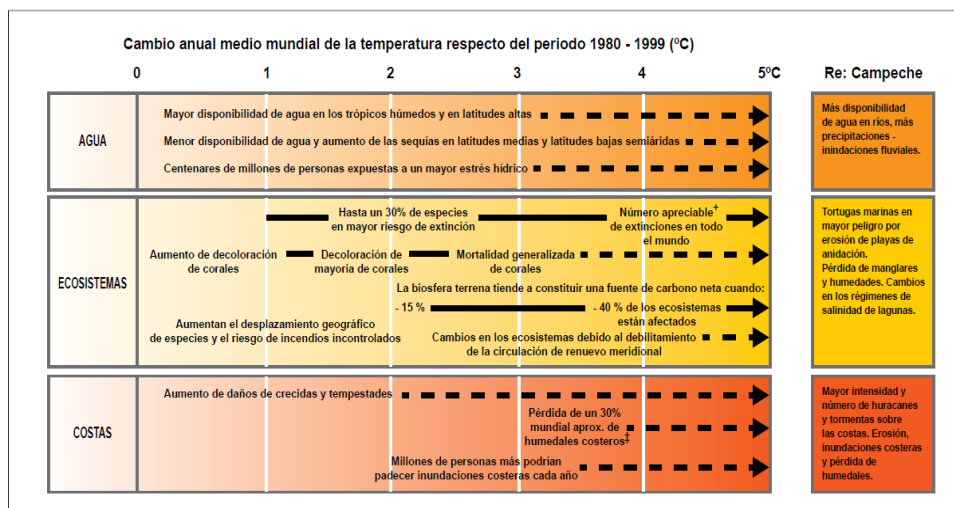 Cambio anual medio mundial de la temperatura respecto del periodo 1980 - 1999 (ºC)
0 1 2 3 4 5ºC Re: Campeche
AGUA
Mayor disponibilidad de agua en los trópicos húmedos y en latitudes altas
Menor disponibilidad de agua y aumento de las sequías en latitudes medias y latitudes bajas semiáridas
Centenares de millones de personas expuestas a un mayor estrés hídrico
Más disponibilidad
de agua en ríos, más
precipitaciones -
inindaciones fluviales.
ECOSISTEMAS
Hasta un 30% de especies
en mayor riesgo de extinción
Número apreciable+
de extinciones en todo
el mundo
Aumento de decoloración
de corales
Decoloración de
mayoria de corales
Mortalidad generalizada
de corales
La biosfera terrena tiende a constituir una fuente de carbono neta cuando:
- 15 %
- 40 % de los ecosistemas
están afectados
Aumentan el desplazamiento geográfico
de especies y el riesgo de incendios incontrolados
Cambios en los ecosistemas debido al debilitamiento
de la circulación de renuevo meridional
Tortugas marinas en
mayor peligro por
erosión de playas de
anidación.
Pérdida de manglares
y humedades. Cambios
en los régimenes de
salinidad de lagunas.
COSTAS
Aumento de daños de crecidas y tempestades
Pérdida de un 30%
mundial aprox. de
humedales costeros‡
Millones de personas más podrían
padecer inundaciones costeras cada año
Mayor intensidad y
número de huracanes
y tormentas sobre
las costas. Erosión,
inundaciones costeras
y pérdida de
humedales.